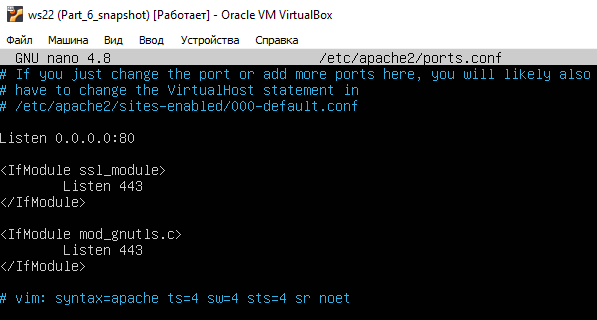 ws22 (Part_6_snapshot) [Работает] - Oracle VM VirtualBox
Файл Машина Вид Ввод Устройства Справка
GNU nano 4.8 /etc/apache2/ports.conf
# If you just change the port or add more ports here, you will likely also
# have to change the VirtualHost statement in
# /etc/apache2/sites-enabled/000-default.conf
Listen 0.0.0.0:80
<IfModule ssl_module>
Listen 443
</IfModule>
<IfModule mod_gnutls.c>
Listen 443
</IfModule>
# vim: syntax=apache ts=4 sw=4 sts=4 sr noet